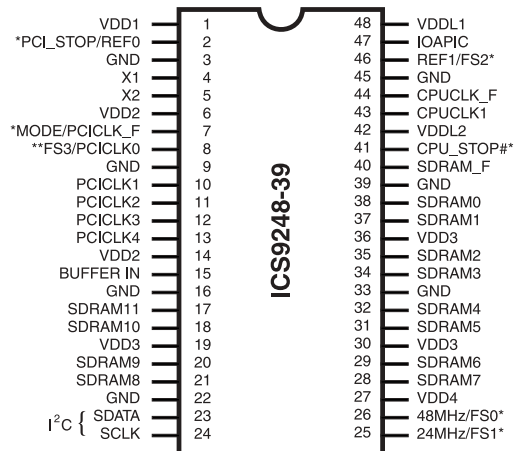 VDD1 1 48 VDDL1
*PCI_STOP/REF0 2 47 IOAPIC
GND 3 46 REF1/FS2*
X1 4 45 GND
X2 5 44 CPUCLK_F
VDD2 6 43 CPUCLK1
*MODE/PCICLK_F 7 42 VDDL2
**FS3/PCICLK0 8 41 CPU_STOP#*
GND 9 40 SDRAM_F
PCICLK1 10 39 GND
PCICLK2 11 38 SDRAM0
PCICLK3 12 37 SDRAM1
PCICLK4 13 36 VDD3
VDD2 14 35 SDRAM2
BUFFER IN 15 34 SDRAM3
GND 16 33 GND
SDRAM11 17 32 SDRAM4
SDRAM10 18 31 SDRAM5
VDD3 19 30 VDD3
SDRAM9 20 29 SDRAM6
SDRAM8 21 28 SDRAM7
GND 22 27 VDD4
I²C { SDATA 23 26 48MHz/FS0*
SCLK 24 25 24MHz/FS1*
ICS9248-39